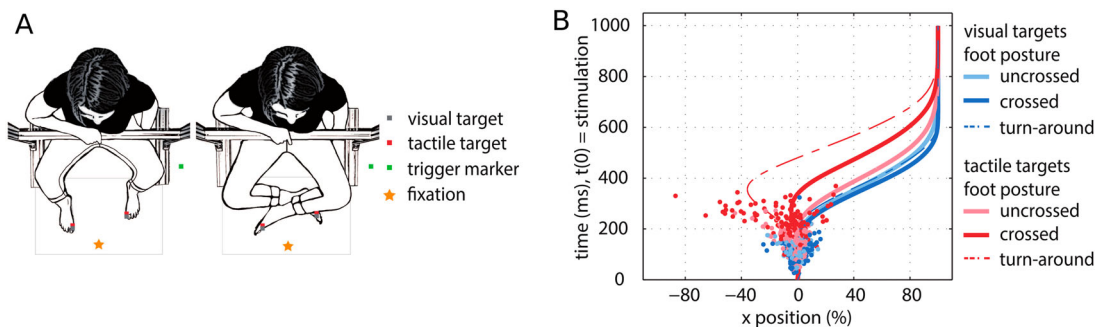 A
visual target
tactile target
trigger marker
fixation
B
time (ms), t(0) = stimulation
1000
800
600
400
200
0
−80
−40
0
40
80
x position (%)
visual targets
foot posture
uncrossed
crossed
turn-around
tactile targets
foot posture
uncrossed
crossed
turn-around